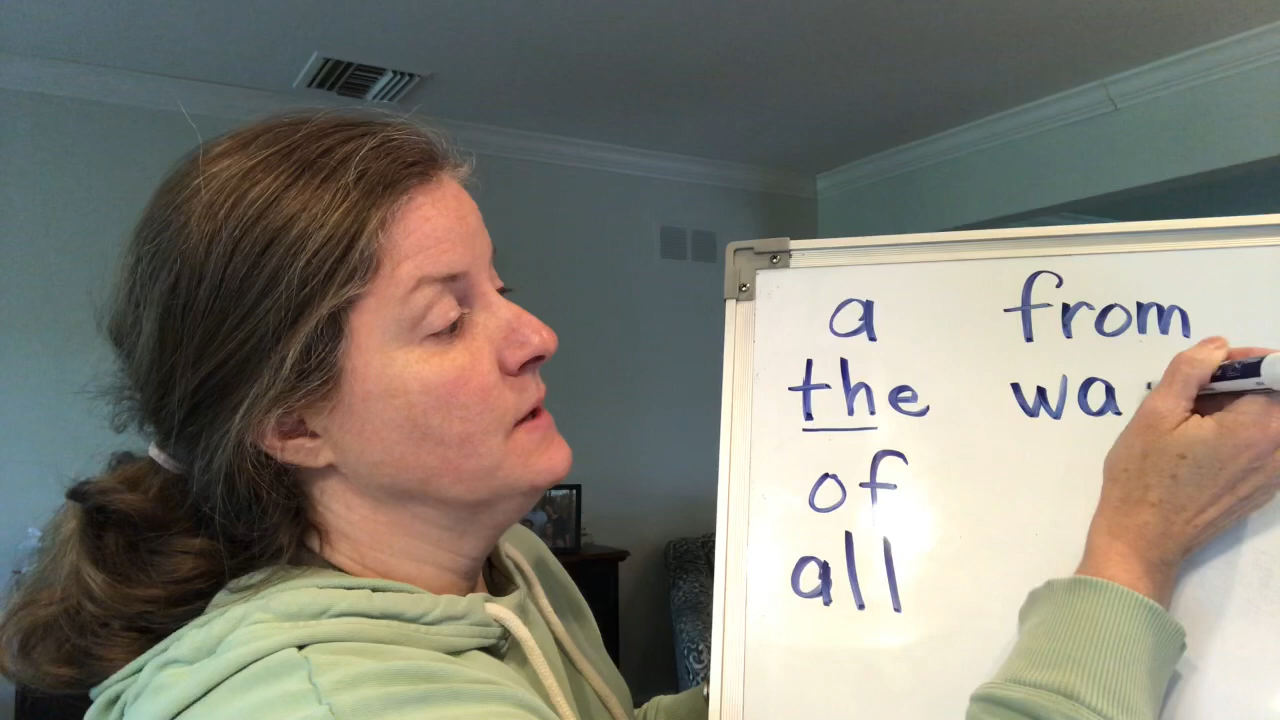 a from
the wa
of
all